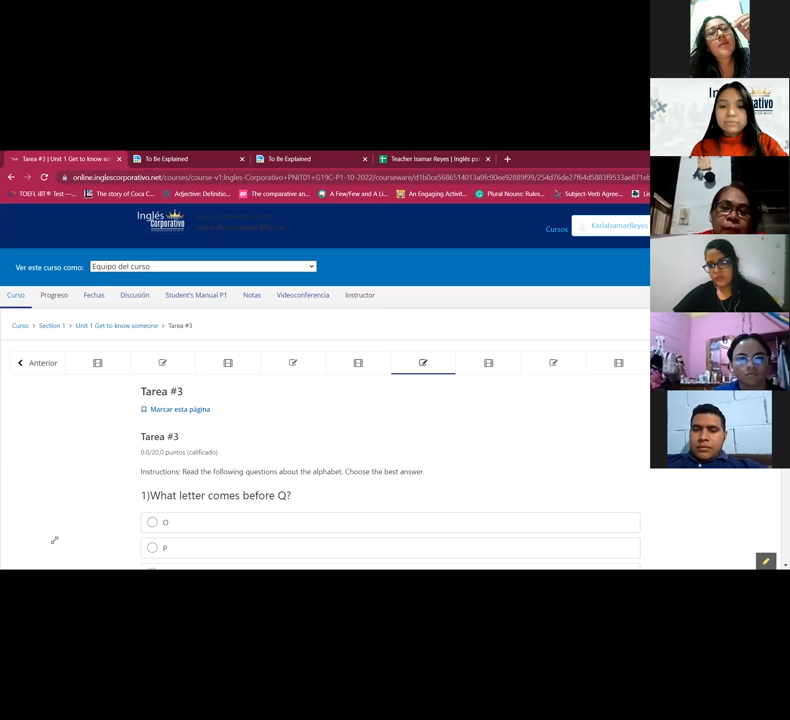 Tarea #3 | Unit 1 Get to know so
To Be Explained
To Be Explained
Teacher Isamar Reyes | Inglés pa
online.inglescorporativo.net/courses/course-v1:Ingles-Corporativo+PNIT01+G19C-P1-10-2022/courseware/
TOEFL iBT® Test —...
The story of Coca C...
Adjective: Definitio...
The comparative an...
A Few/Few and A Li...
An Engaging Activit...
Plural Nouns: Rules...
Subject-Verb Agree...
Inglés
Corporativo
Cursos
KarlaIsamarReyes
Ver este curso como:
Equipo del curso
Curso
Progreso
Fechas
Discusión
Student's Manual P1
Notas
Videoconferencia
Instructor
Curso > Section 1 > Unit 1 Get to know someone > Tarea #3
Anterior
Tarea #3
Marcar esta página
Tarea #3
0.0/20.0 puntos (calificado)
Instructions: Read the following questions about the alphabet. Choose the best answer.
1)What letter comes before Q?
O
P